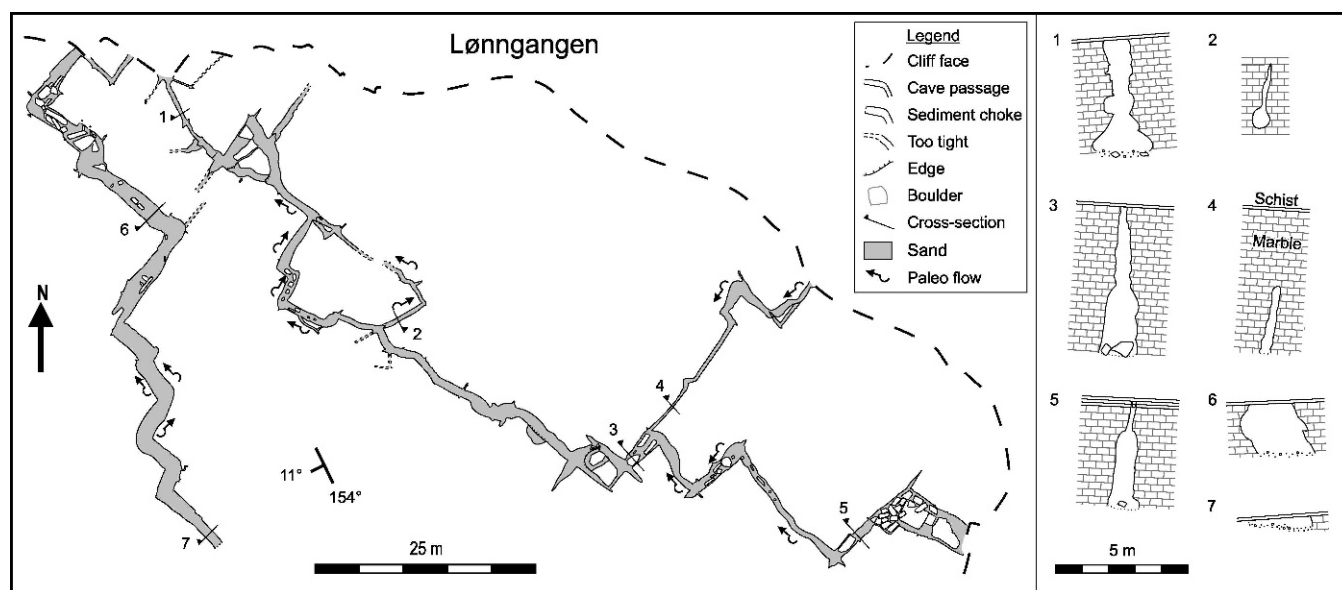 Lønngangen
Legend
Cliff face
Cave passage
Sediment choke
Too tight
Edge
Boulder
Cross-section
Sand
Paleo flow
N
1
6
2
4
3
5
7
11°
154°
25 m
1
2
3
4
Schist
Marble
5
6
7
5 m